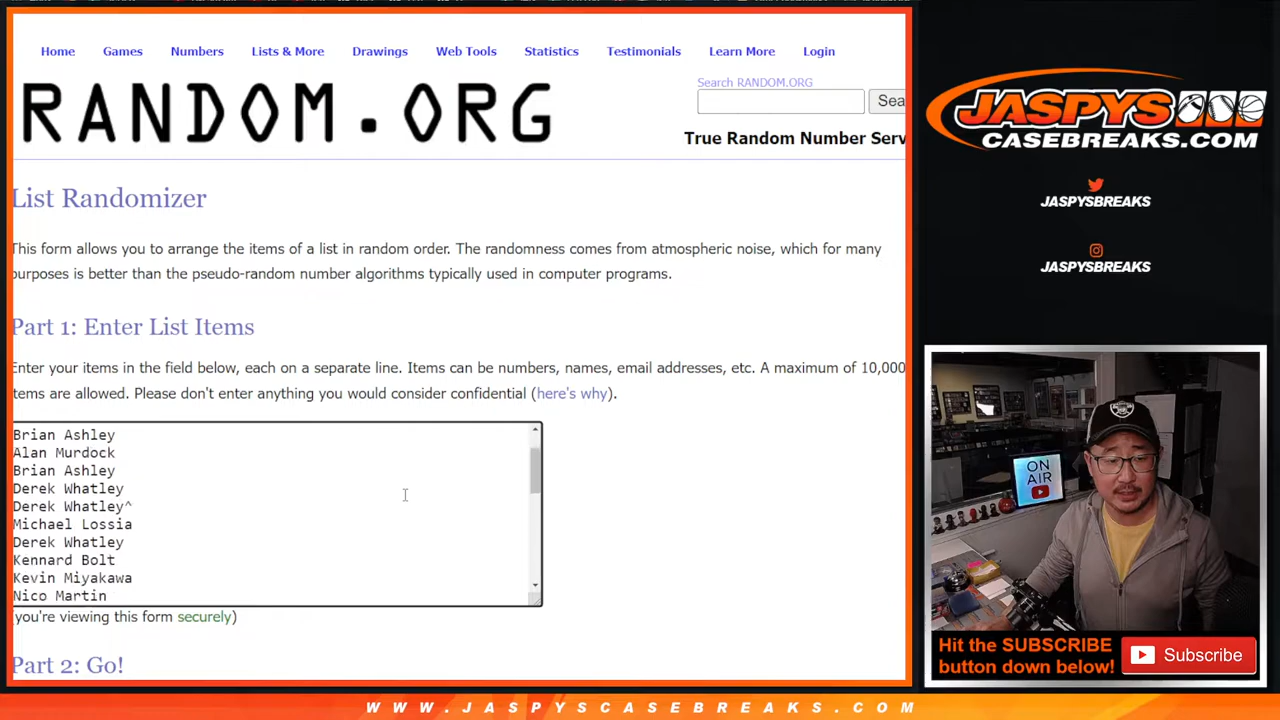 Home Games Numbers Lists & More Drawings Web Tools Statistics Testimonials Learn More Login
Search RANDOM.ORG
RANDOM.ORG
Sea
True Random Number Serv
List Randomizer
This form allows you to arrange the items of a list in random order. The randomness comes from atmospheric noise, which for many
purposes is better than the pseudo-random number algorithms typically used in computer programs.
Part 1: Enter List Items
Enter your items in the field below, each on a separate line. Items can be numbers, names, email addresses, etc. A maximum of 10,000
items are allowed. Please don't enter anything you would consider confidential (here's why).
Brian Ashley
Alan Murdock
Brian Ashley
Derek Whatley
Derek Whatley^
Michael Lossia
Derek Whatley
Kennard Bolt
Kevin Miyakawa
Nico Martin
(you're viewing this form securely)
Part 2: Go!
JASPYS
CASEBREAKS.COM
JASPYSBREAKS
JASPYSBREAKS
ON
AIR
Hit the SUBSCRIBE
button down below!
Subscribe
WWW.JASPYSCASEBREAKS.COM